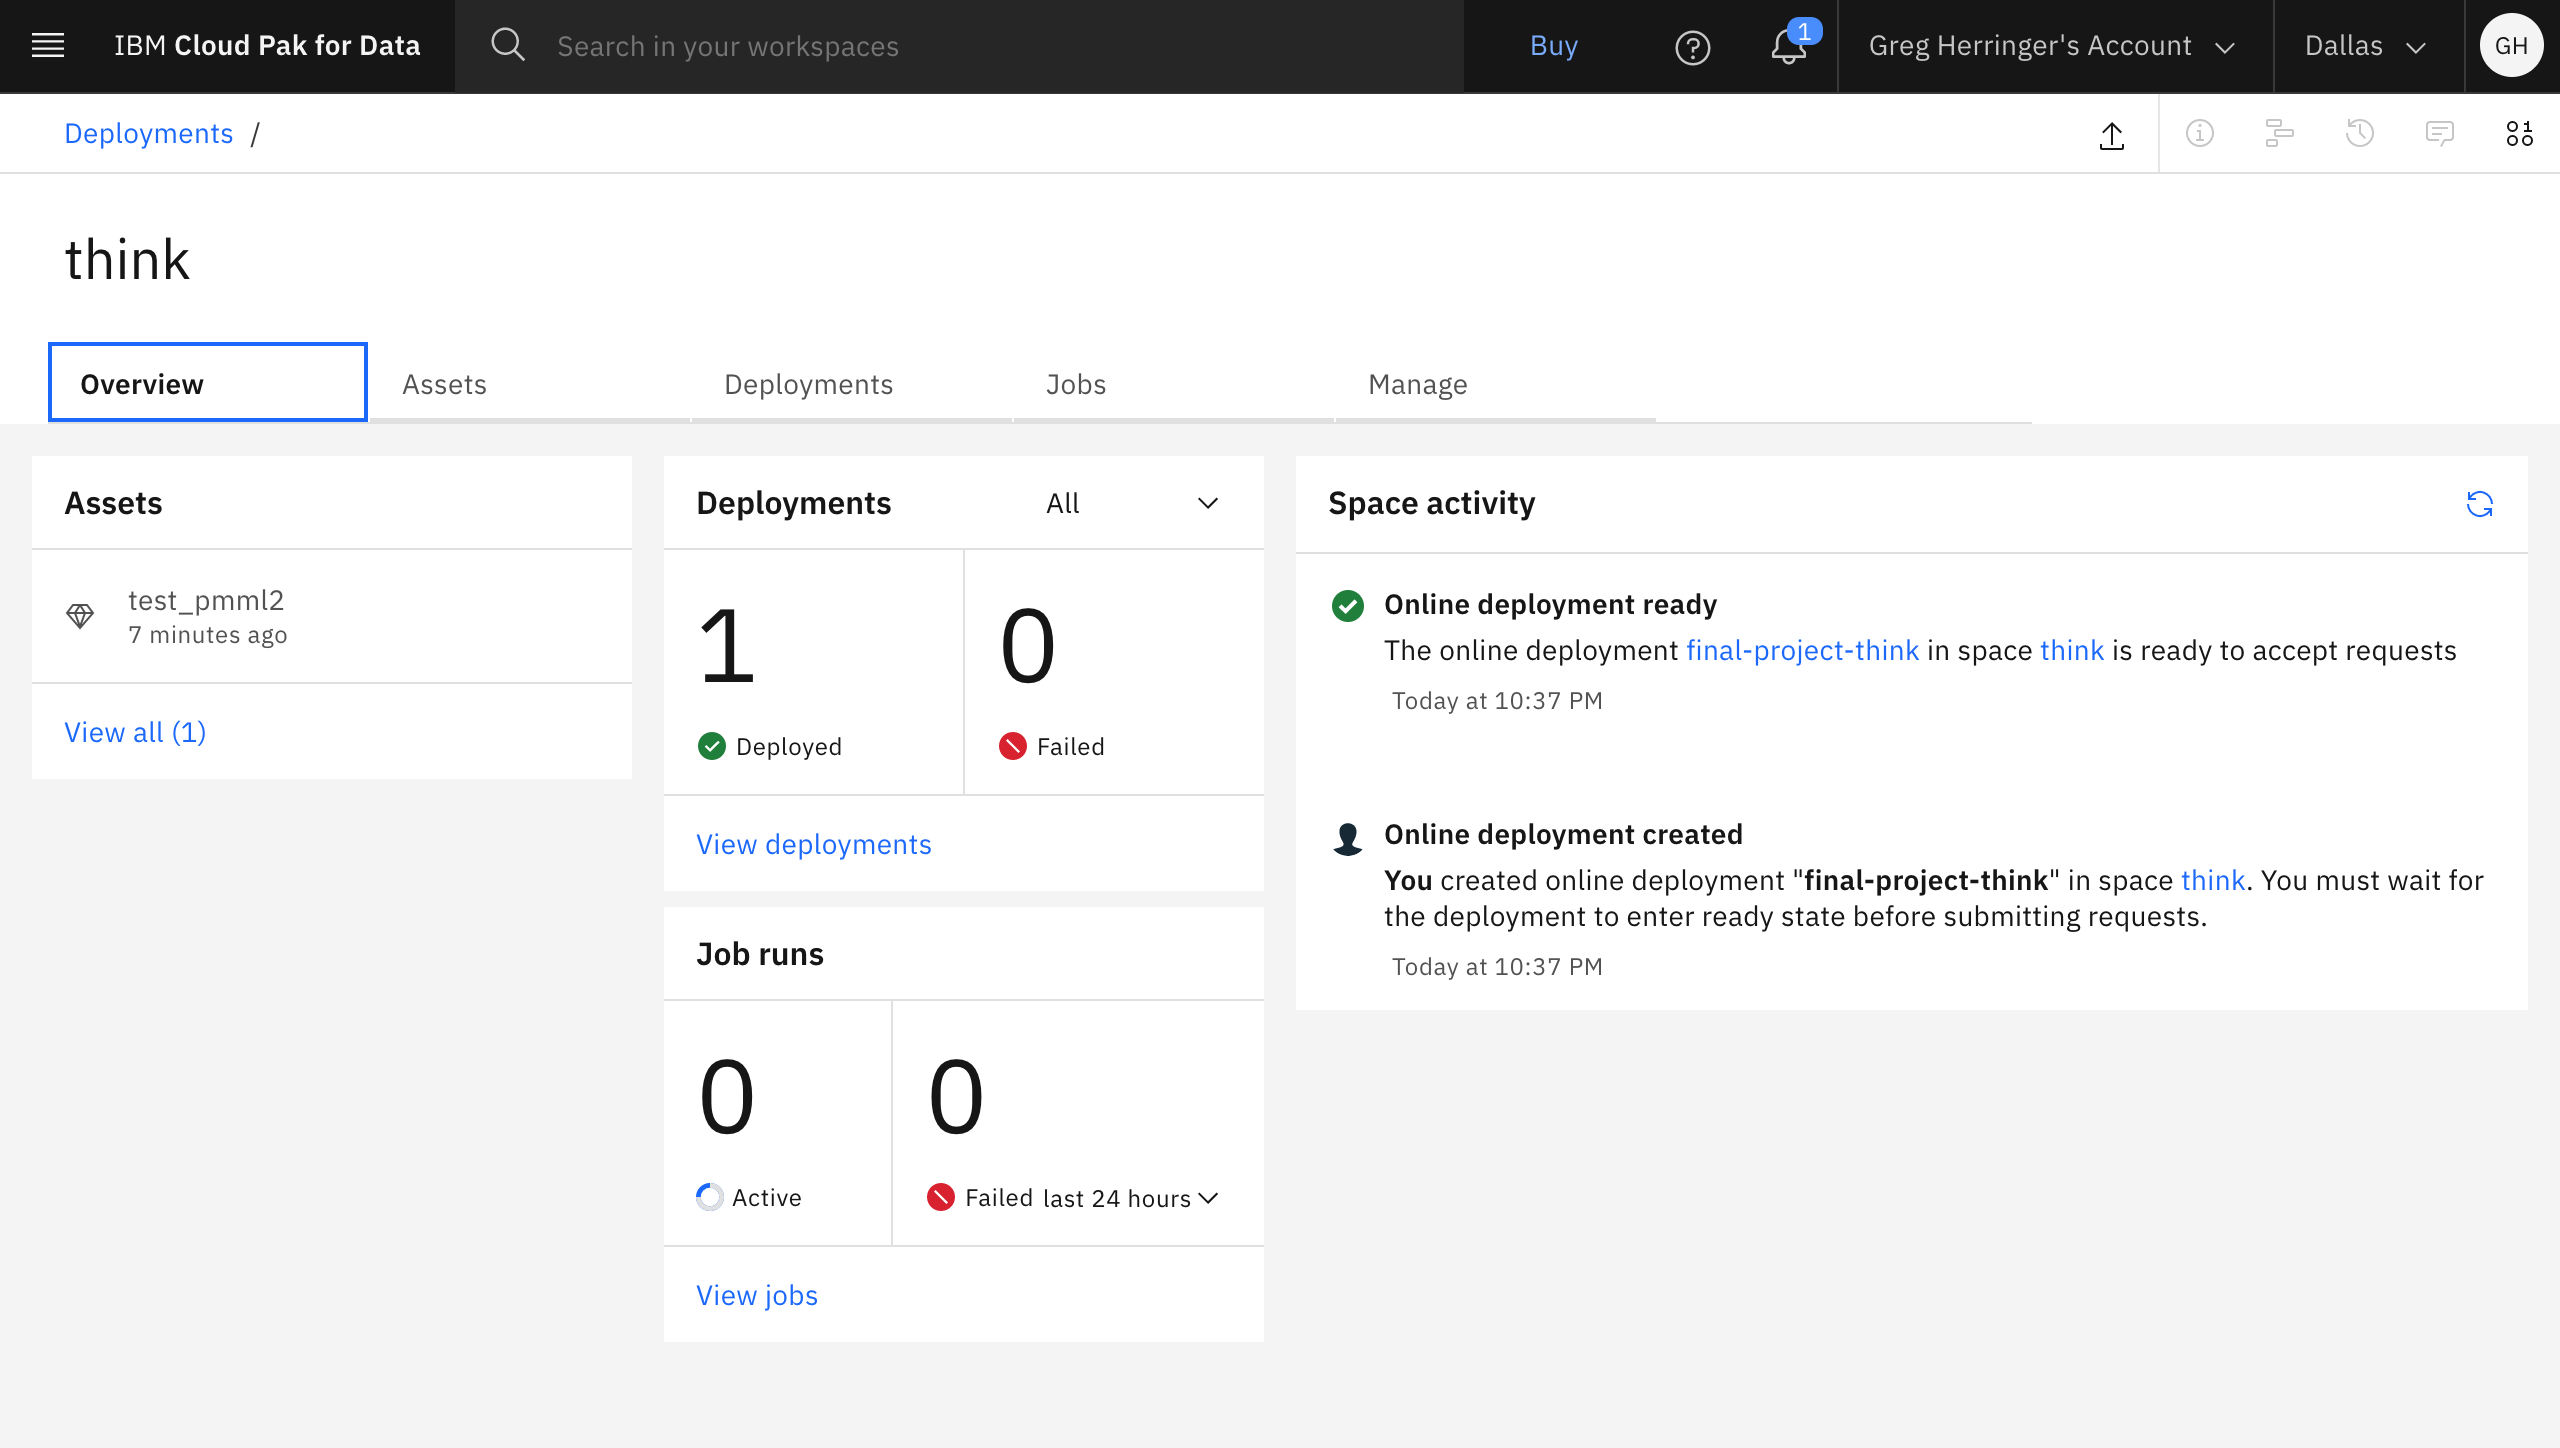 IBM Cloud Pak for Data
Search in your workspaces
Buy
1
Greg Herringer's Account
Dallas
GH
Deployments /
think
Overview
Assets
Deployments
Jobs
Manage
Assets
test_pmml2
7 minutes ago
View all (1)
Deployments
All
1
Deployed
0
Failed
View deployments
Job runs
0
Active
0
Failed last 24 hours
View jobs
Space activity
Online deployment ready
The online deployment final-project-think in space think is ready to accept requests
Today at 10:37 PM
Online deployment created
You created online deployment "final-project-think" in space think. You must wait for
the deployment to enter ready state before submitting requests.
Today at 10:37 PM